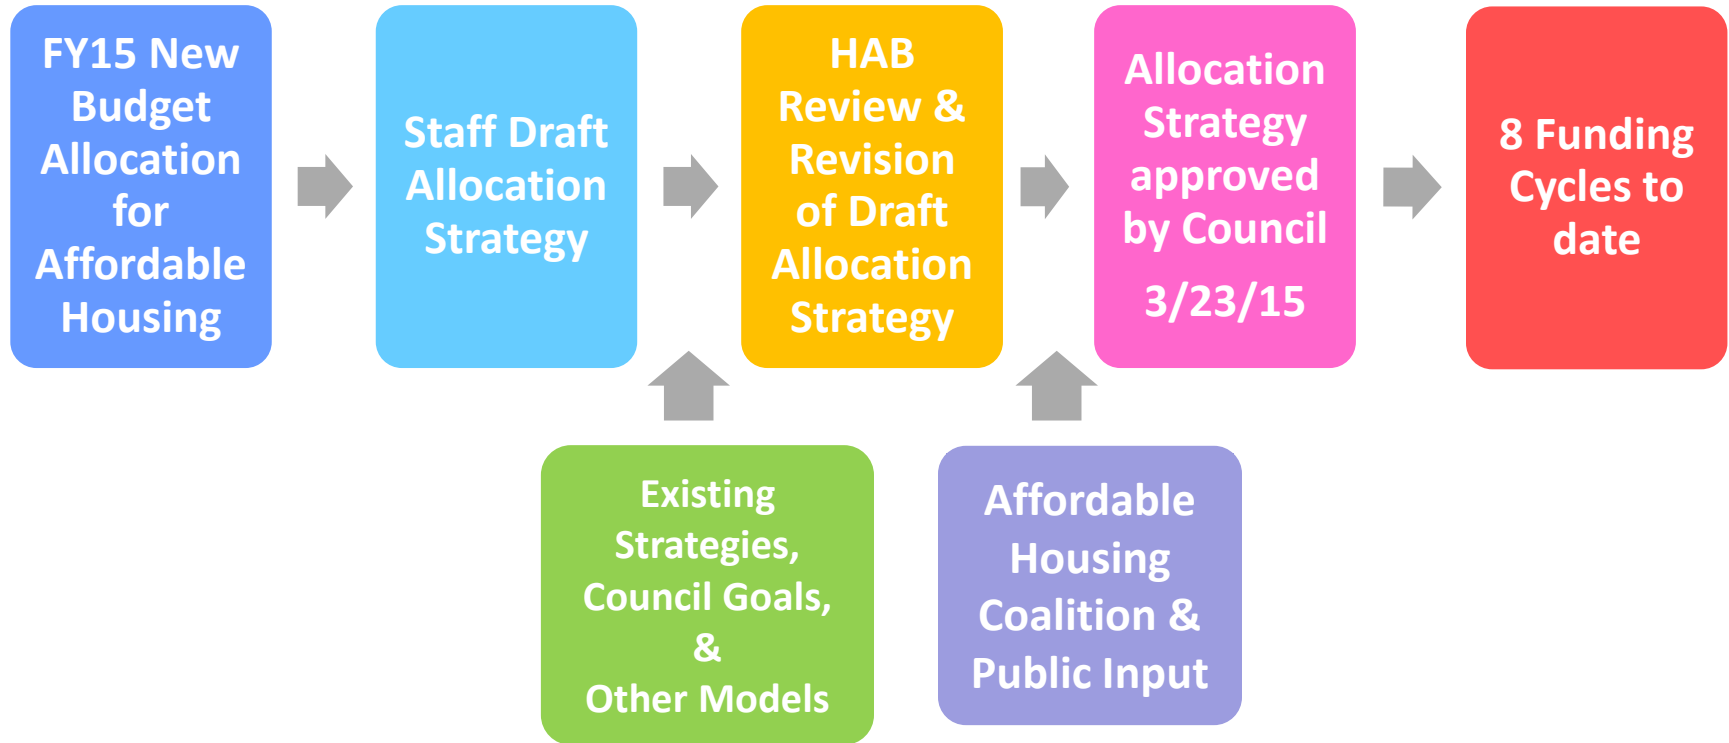 FY15 New
Budget
Allocation
for
Affordable
Housing
Staff Draft
Allocation
Strategy
HAB
Review &
Revision
of Draft
Allocation
Strategy
Allocation
Strategy
approved
by Council
3/23/15
8 Funding
Cycles to
date
Existing
Strategies,
Council Goals,
&
Other Models
Affordable
Housing
Coalition &
Public Input